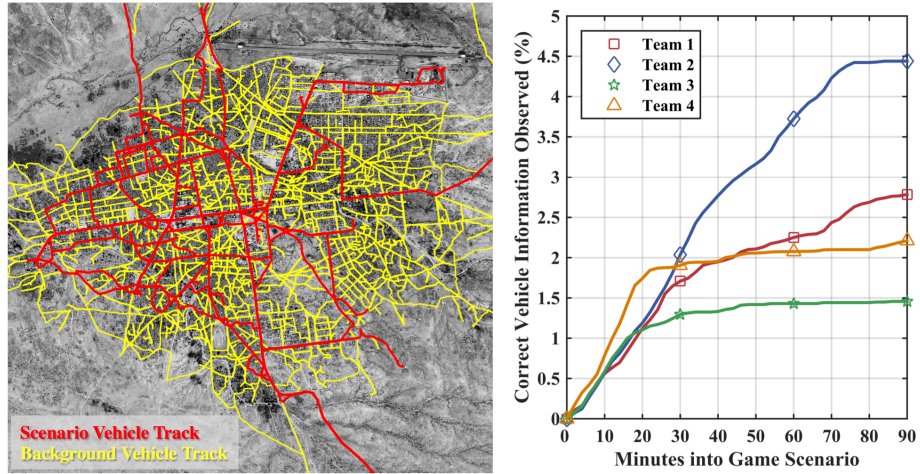 Scenario Vehicle Track
Background Vehicle Track
Correct Vehicle Information Observed (%)
5
4.5
4
3.5
3
2.5
2
1.5
1
0.5
0
Team 1
Team 2
Team 3
Team 4
0 10 20 30 40 50 60 70 80 90
Minutes into Game Scenario